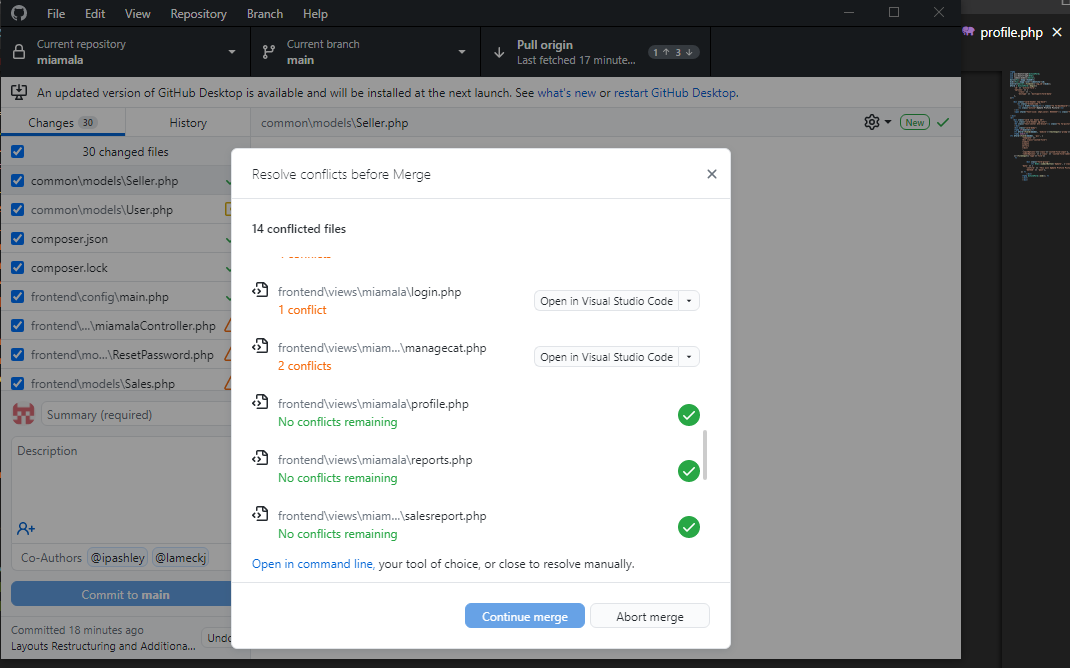 File Edit View Repository Branch Help
Current repository
miamala
Current branch
main
Pull origin
Last fetched 17 minute...
1 ↑ 3 ↓
profile.php
An updated version of GitHub Desktop is available and will be installed at the next launch. See what's new or restart GitHub Desktop.
Changes 30
History
common\models\Seller.php
New
30 changed files
common\models\Seller.php
common\models\User.php
composer.json
composer.lock
frontend\config\main.php
frontend\...\miamalaController.php
frontend\mo...\ResetPassword.php
frontend\models\Sales.php
Summary (required)
Description
Co-Authors @ipashley @lameckj
Commit to main
Committed 18 minutes ago
Layouts Restructuring and Additiona...
Undo
Resolve conflicts before Merge
14 conflicted files
frontend\views\miamala\login.php
1 conflict
Open in Visual Studio Code
frontend\views\miam...\managecat.php
2 conflicts
Open in Visual Studio Code
frontend\views\miamala\profile.php
No conflicts remaining
frontend\views\miamala\reports.php
No conflicts remaining
frontend\views\miam...\salesreport.php
No conflicts remaining
Open in command line, your tool of choice, or close to resolve manually.
Continue merge
Abort merge